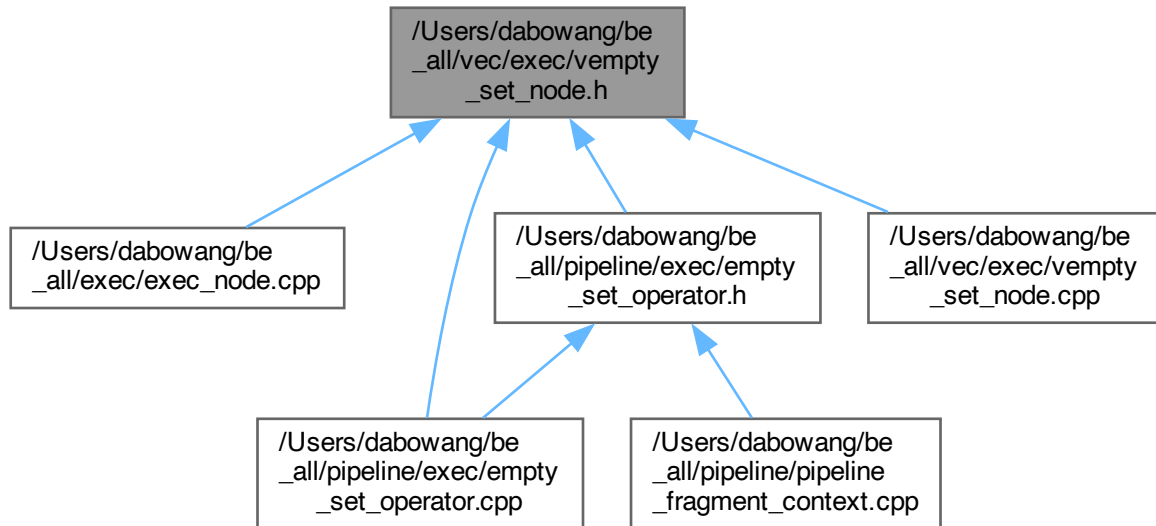 /Users/dabowang/be
_all/vec/exec/vempty
_set_node.h
/Users/dabowang/be
_all/exec/exec_node.cpp
/Users/dabowang/be
_all/pipeline/exec/empty
_set_operator.h
/Users/dabowang/be
_all/vec/exec/vempty
_set_node.cpp
/Users/dabowang/be
_all/pipeline/exec/empty
_set_operator.cpp
/Users/dabowang/be
_all/pipeline/pipeline
_fragment_context.cpp